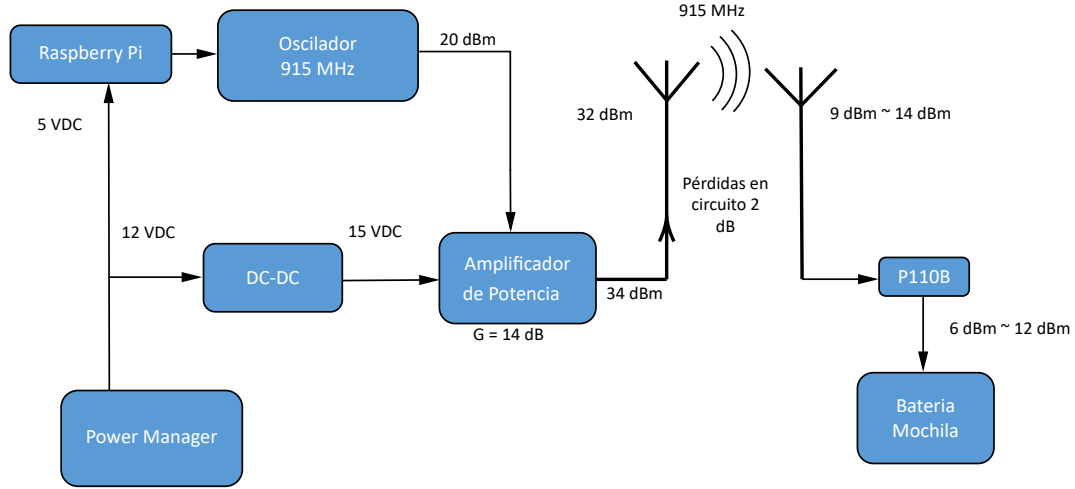 915 MHz
Raspberry Pi
Oscilador
915 MHz
20 dBm
32 dBm
9 dBm ~ 14 dBm
5 VDC
Pérdidas en
circuito 2
dB
12 VDC
15 VDC
DC-DC
Amplificador
de Potencia
34 dBm
P110B
G = 14 dB
6 dBm ~ 12 dBm
Power Manager
Bateria
Mochila